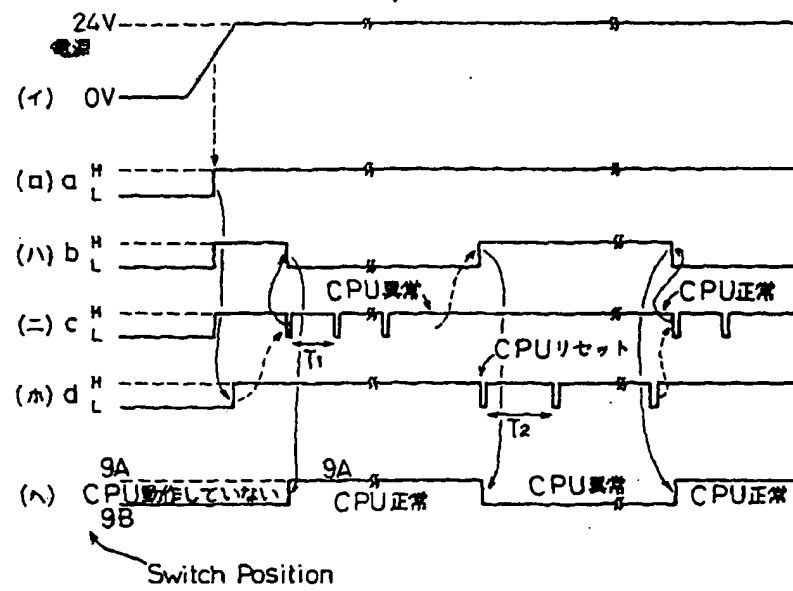 24V
電源
(イ) 0V
(ロ) a H L
(ハ) b H L
CPU異常
CPU正常
(ニ) c H L
T1
CPUリセット
(ホ) d H L
T2
9A
(ヘ) CPU動作していない
9B
9A
CPU正常
CPU異常
CPU正常
Switch Position